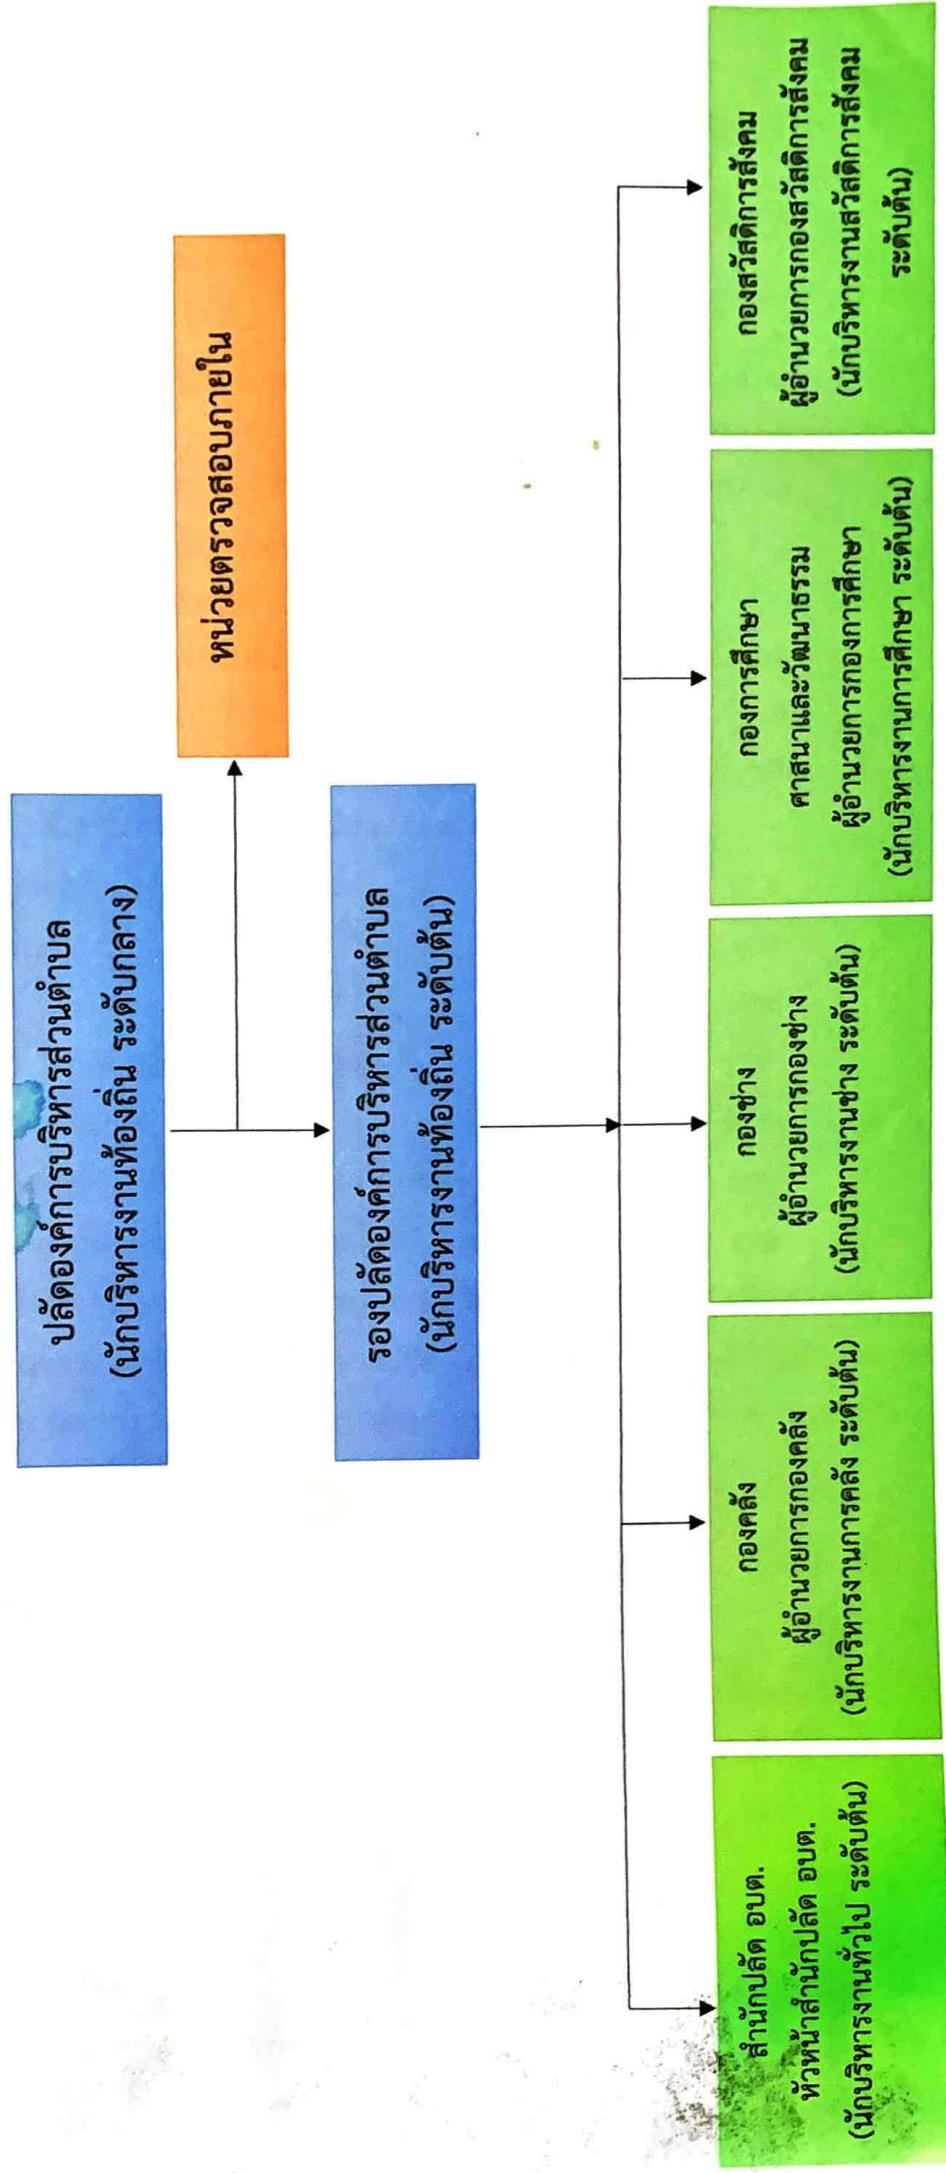 ปลัดองค์การบริหารส่วนตำบล
(นักบริหารงานท้องถิ่น ระดับกลาง)
หน่วยตรวจสอบภายใน
รองปลัดองค์การบริหารส่วนตำบล
(นักบริหารงานท้องถิ่น ระดับต้น)
สำนักปลัด อบต.
หัวหน้าสำนักปลัด อบต.
(นักบริหารงานทั่วไป ระดับต้น)
กองคลัง
ผู้อำนวยการกองคลัง
(นักบริหารงานการคลัง ระดับต้น)
กองช่าง
ผู้อำนวยการกองช่าง
(นักบริหารงานช่าง ระดับต้น)
กองการศึกษา
ศาสนาและวัฒนาธรรม
ผู้อำนวยการกองการศึกษา
(นักบริหารงานการศึกษา ระดับต้น)
กองสวัสดิการสังคม
ผู้อำนวยการกองสวัสดิการสังคม
(นักบริหารงานสวัสดิการสังคม
ระดับต้น)